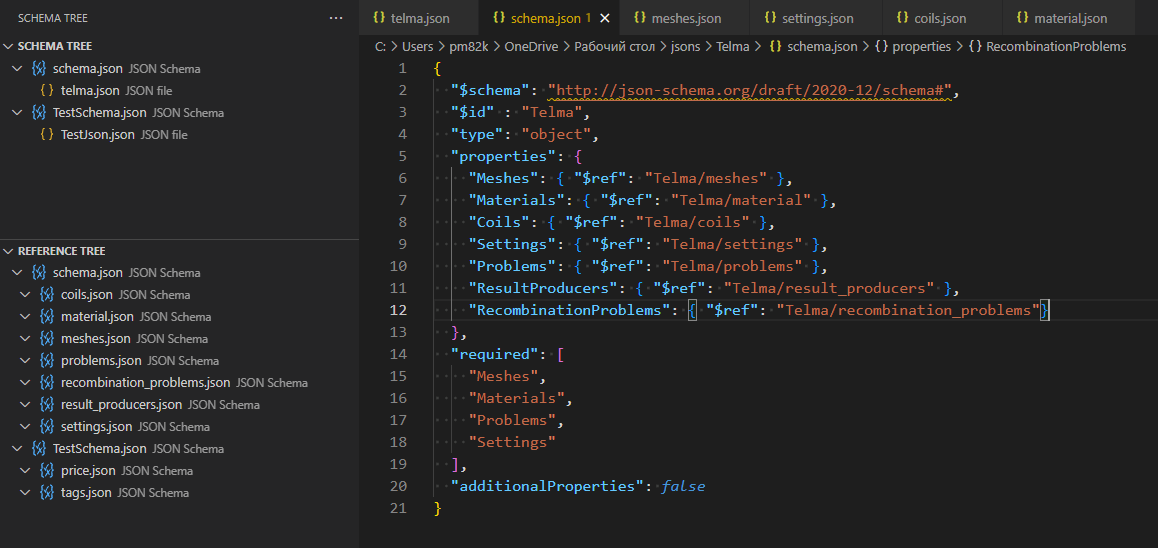 SCHEMA TREE ...
SCHEMA TREE
schema.json JSON Schema
telma.json JSON file
TestSchema.json JSON Schema
TestJson.json JSON file
REFERENCE TREE
schema.json JSON Schema
coils.json JSON Schema
material.json JSON Schema
meshes.json JSON Schema
problems.json JSON Schema
recombination_problems.json JSON Schema
result_producers.json JSON Schema
settings.json JSON Schema
TestSchema.json JSON Schema
price.json JSON Schema
tags.json JSON Schema
{} telma.json {} schema.json 1 × {} meshes.json {} settings.json {} coils.json {} material.json
C: > Users > pm82k > OneDrive > Рабочий стол > jsons > Telma > {} schema.json > {} properties > {} RecombinationProblems
1 {
2 "$schema": "http://json-schema.org/draft/2020-12/schema#",
3 "$id" : "Telma",
4 "type": "object",
5 "properties": {
6 "Meshes": { "$ref": "Telma/meshes" },
7 "Materials": { "$ref": "Telma/material" },
8 "Coils": { "$ref": "Telma/coils" },
9 "Settings": { "$ref": "Telma/settings" },
10 "Problems": { "$ref": "Telma/problems" },
11 "ResultProducers": { "$ref": "Telma/result_producers" },
12 "RecombinationProblems": { "$ref": "Telma/recombination_problems"}
13 },
14 "required": [
15 "Meshes",
16 "Materials",
17 "Problems",
18 "Settings"
19 ],
20 "additionalProperties": false
21 }